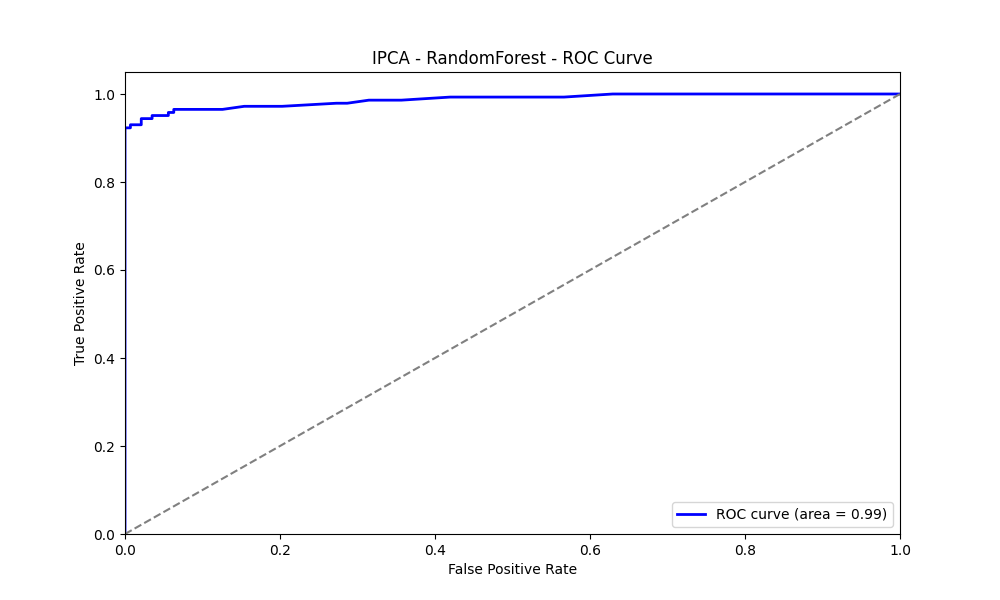 IPCA - RandomForest - ROC Curve
True Positive Rate
1.0
0.8
0.6
0.4
0.2
0.0
0.0 0.2 0.4 0.6 0.8 1.0
False Positive Rate
ROC curve (area = 0.99)